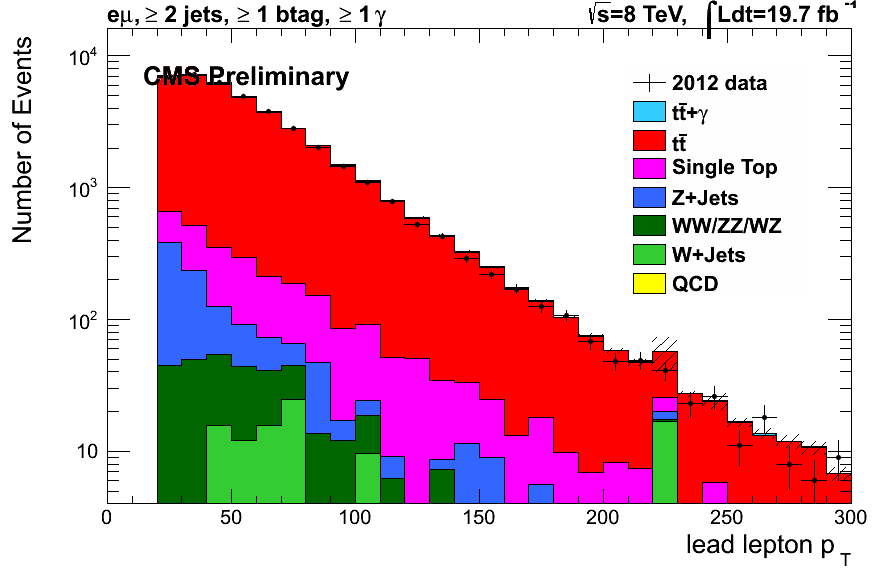 eμ, ≥ 2 jets, ≥ 1 btag, ≥ 1 γ
√s=8 TeV, ∫Ldt=19.7 fb⁻¹
CMS Preliminary
Number of Events
10⁴
10³
10²
10
2012 data
tt̄+γ
tt̄
Single Top
Z+Jets
WW/ZZ/WZ
W+Jets
QCD
0 50 100 150 200 250 300
lead lepton p_T